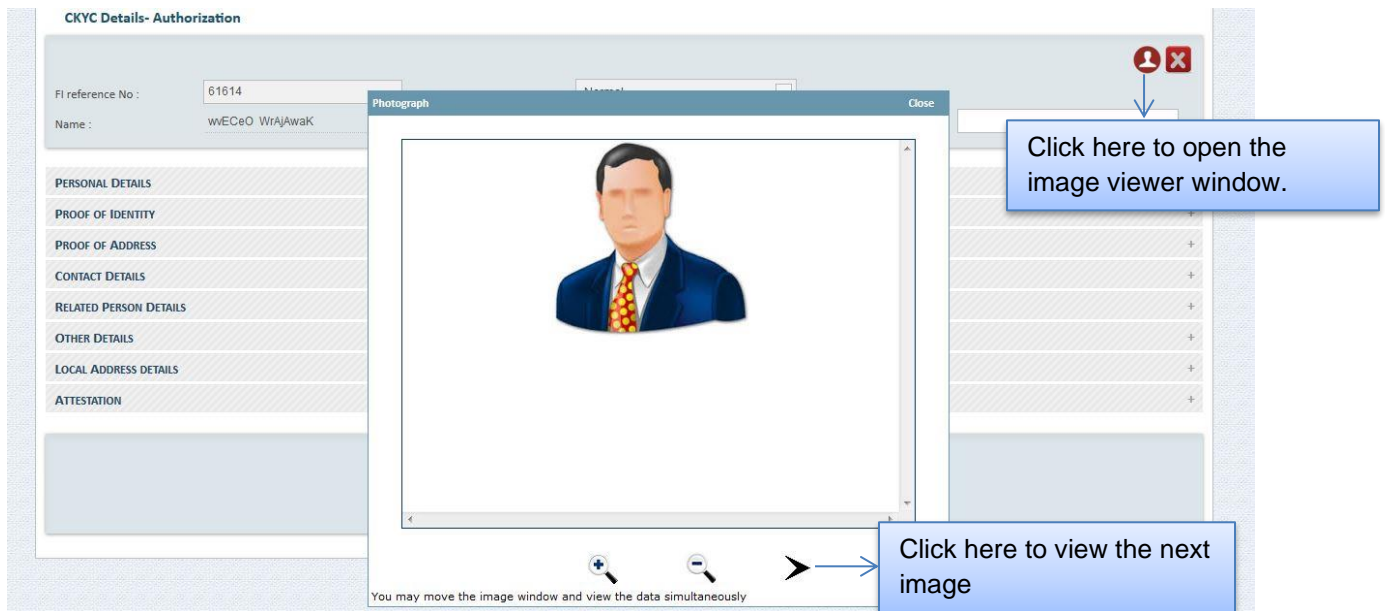 CKYC Details- Authorization
FI reference No :
61614
Name :
wvECeO WrAjAwaK
Photograph
Close
Click here to open the
image viewer window.
PERSONAL DETAILS
PROOF OF IDENTITY
+
PROOF OF ADDRESS
+
CONTACT DETAILS
+
RELATED PERSON DETAILS
+
OTHER DETAILS
+
LOCAL ADDRESS DETAILS
+
ATTESTATION
+
Click here to view the next
image
You may move the image window and view the data simultaneously